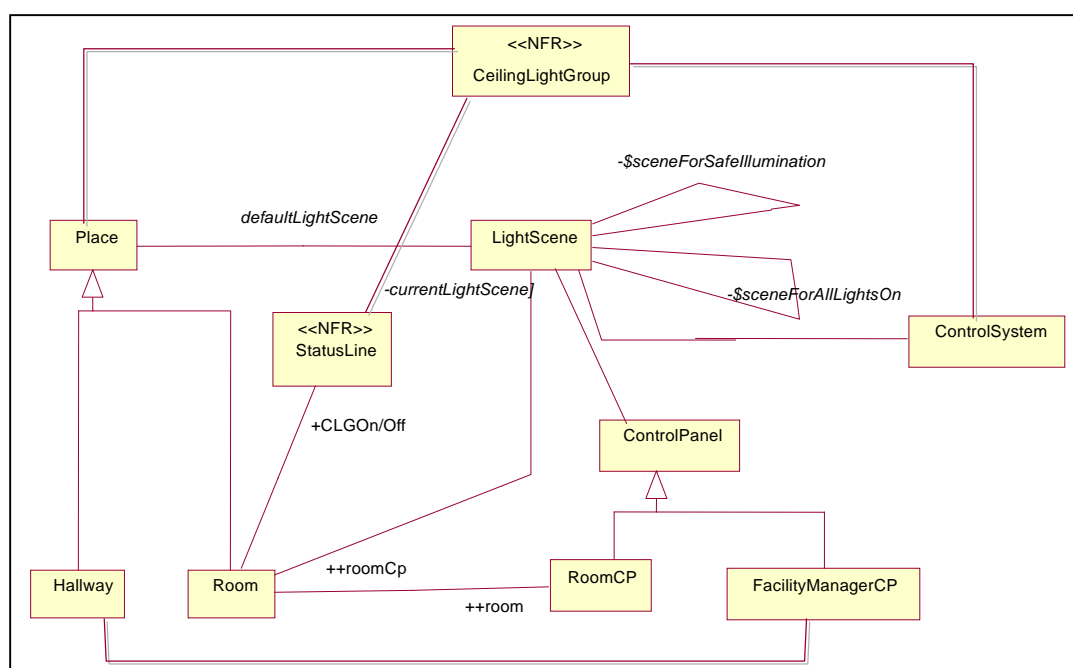 <<NFR>>
CeilingLightGroup
-$sceneForSafeIllumination
defaultLightScene
Place
LightScene
-currentLightScene]
-$sceneForAllLightsOn
<<NFR>>
StatusLine
ControlSystem
+CLGOn/Off
ControlPanel
++roomCp
Hallway
Room
RoomCP
FacilityManagerCP
++room